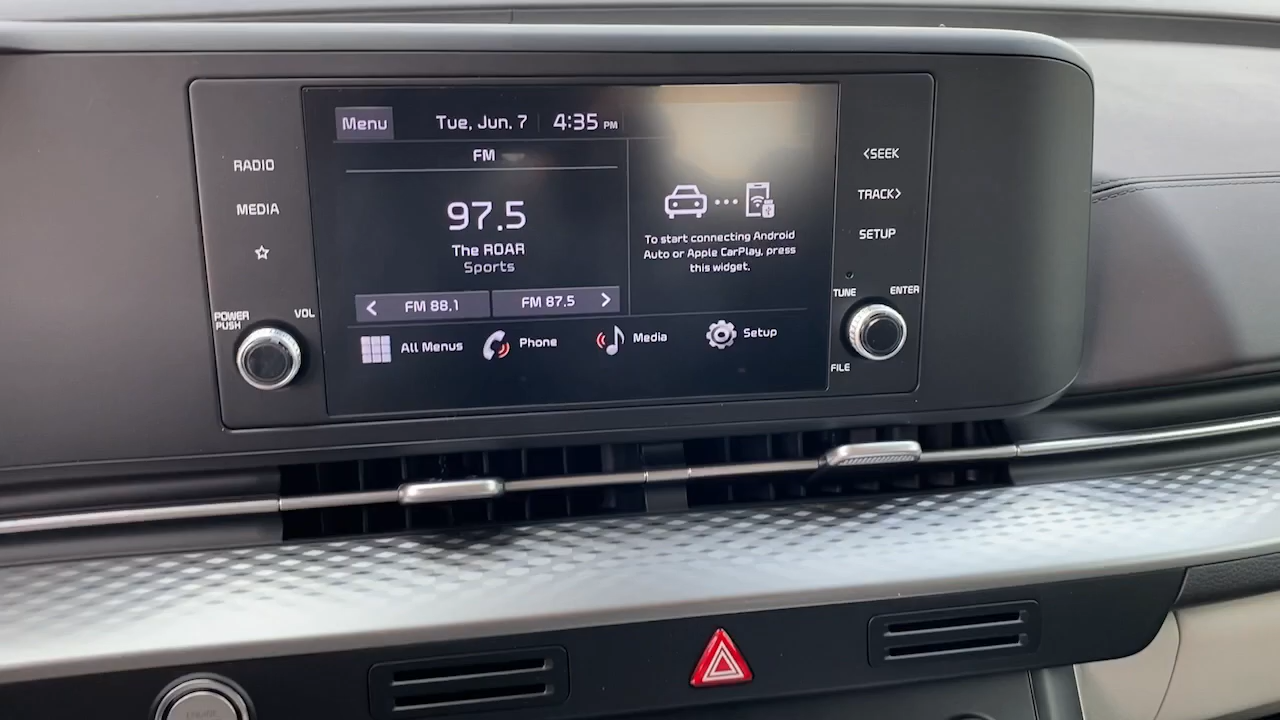 RADIO
MEDIA
POWER
PUSH
VOL
Menu
Tue, Jun. 7
4:35 PM
FM
97.5
The ROAR
Sports
FM 88.1
FM 87.5
To start connecting Android
Auto or Apple CarPlay, press
this widget.
All Menus
Phone
Media
Setup
<SEEK
TRACK>
SETUP
TUNE
ENTER
FILE